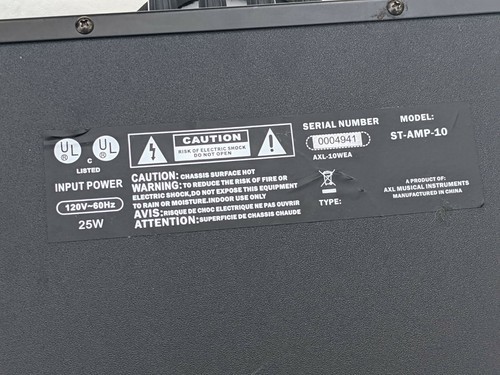 UL
®
C
UL
®
LISTED
INPUT POWER
120V~60Hz
25W
CAUTION
RISK OF ELECTRIC SHOCK
DO NOT OPEN
CAUTION: CHASSIS SURFACE HOT
WARNING: TO REDUCE THE RISK OF FIRE OR
ELECTRIC SHOCK,DO NOT EXPOSE THIS EQUIPMENT
TO RAIN OR MOISTURE.INDOOR USE ONLY
AVIS: RISQUE DE CHOC ELECTRIQUE NE PAS OUVRIR
ATTENTION: SUPERFICIE DE CHASSIS CHAUDE
SERIAL NUMBER
0004941
AXL-10WEA
TYPE:
MODEL:
ST-AMP-10
A PRODUCT OF:
AXL MUSICAL INSTRUMENTS
MANUFACTURED IN CHINA